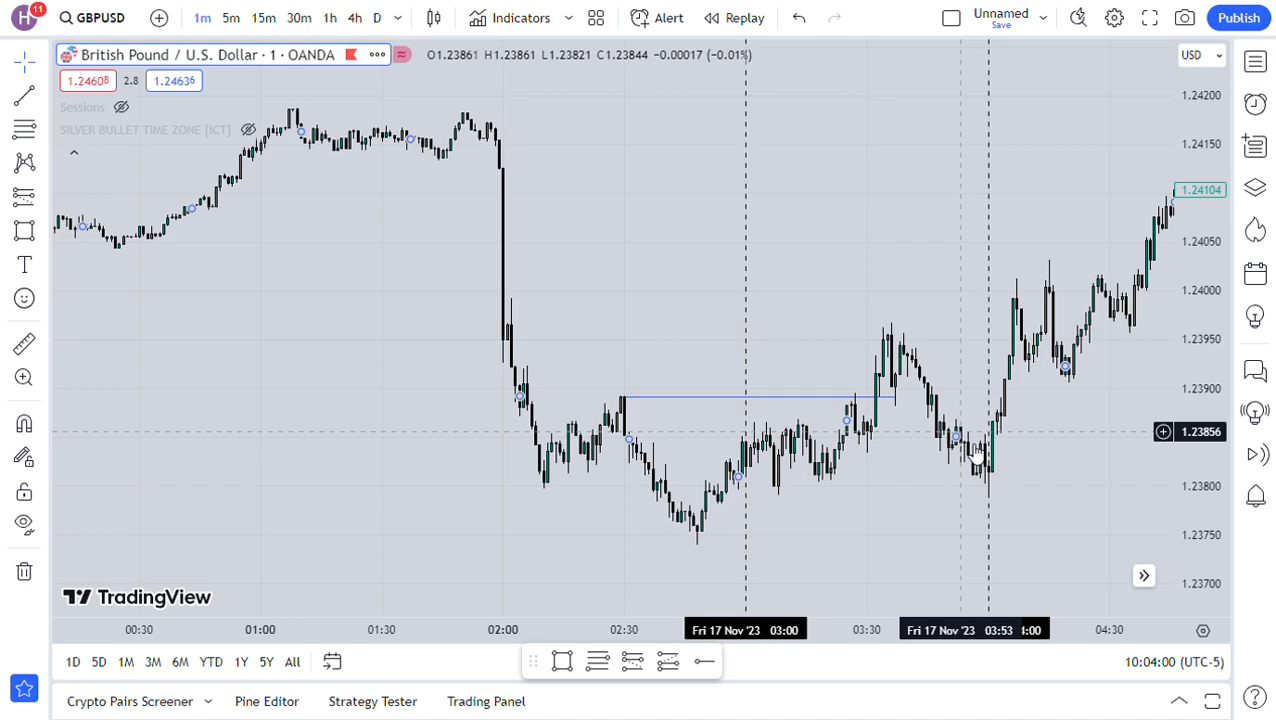 H 11 GBPUSD 1m 5m 15m 30m 1h 4h D Indicators Alert Replay Unnamed Save Publish
British Pound / U.S. Dollar · 1 · OANDA O1.23861 H1.23861 L1.23821 C1.23844 −0.00017 (−0.01%) USD
1.24608 2.8 1.24636
Sessions
SILVER BULLET TIME ZONE [ICT]
1.24200
1.24150
1.24104
1.24050
1.24000
1.23950
1.23900
1.23856
1.23800
1.23750
1.23700
TradingView
00:30 01:00 01:30 02:00 02:30 Fri 17 Nov '23 03:00 03:30 Fri 17 Nov '23 03:53 4:00 04:30
1D 5D 1M 3M 6M YTD 1Y 5Y All 10:04:00 (UTC-5)
Crypto Pairs Screener Pine Editor Strategy Tester Trading Panel